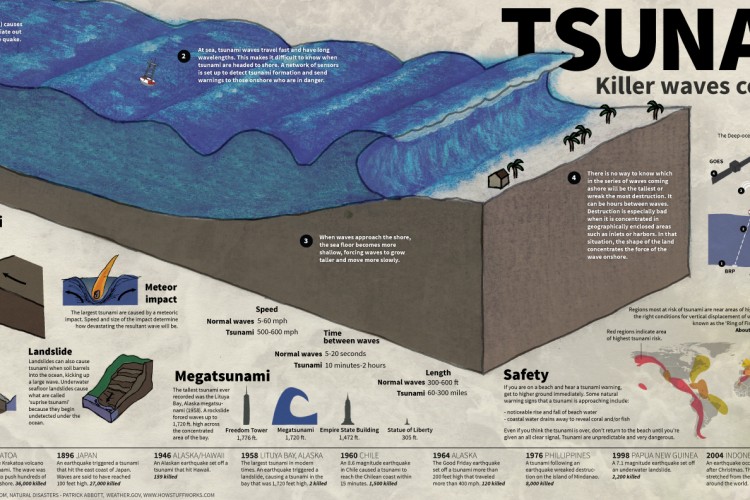 TSUNA
Killer waves co
) causes
iate out
quake.
2
At sea, tsunami waves travel fast and have long
wavelengths. This makes it difficult to know when
tsunami are headed to shore. A network of sensors
is set up to detect tsunami formation and send
warnings to those onshore who are in danger.
The Deep-oce
GOES
BRP
4
There is no way to know which
in the series of waves coming
ashore will be the tallest or
wreak the most destruction. It
can be hours between waves.
Destruction is especially bad
when it is concentrated in
geographically enclosed areas
such as inlets or harbors. In that
situation, the shape of the land
concentrates the force of the
wave onshore.
3
When waves approach the shore,
the sea floor becomes more
shallow, forcing waves to grow
taller and move more slowly.
i
Meteor
impact
The largest tsunami are caused by a meteoric
impact. Speed and size of the impact determine
how devastating the resultant wave will be.
Speed
Normal waves 5-60 mph
Tsunami 500-600 mph
Time
between waves
Normal waves 5-20 seconds
Tsunami 10 minutes-2 hours
Length
Normal waves 300-600 ft
Tsunami 60-300 miles
Regions most at risk of tsunami are near areas of hi
the right conditions for vertical displacement of w
known as the "Ring of Fi
About
Red regions indicate area
of highest tsunami risk.
Landslide
Landslides can also cause
tsunami when soil barrels
into the ocean, kicking up
a large wave. Underwater
seafloor landslides cause
what are called
'suprise tsunami'
because they begin
undetected under the
ocean.
Megatsunami
The tallest tsunami ever
recorded was the Lituya
Bay, Alaska megatsu-
nami (1958). A rockslide
forced waves up to
1,720 ft. high across
the concentrated
area of the bay.
Freedom Tower
1,776 ft.
Megatsunami
1,720 ft.
Empire State Building
1,472 ft.
Statue of Liberty
305 ft.
Safety
If you are on a beach and hear a tsunami warning,
get to higher ground immediately. Some natural
warning signs that a tsunami is approaching include:
- noticeable rise and fall of beach water
- coastal water drains away to reveal coral and/or fish
Even if you think the tsunami is over, don't return to the beach until you're
given an all clear signal. Tsunami are unpredictable and very dangerous.
ATOA
Krakatoa volcano
tsunami. The wave
to push hundreds of
shore. 36,000 killed
1896 JAPAN
An earthquake triggered a tsunami
that hit the east coast of Japan.
Waves are said to have reached
100 feet high. 27,000 killed
1946 ALASKA/HAWAII
An Alaskan earthquake set off a
tsunami that hit Hawaii.
159 killed
1958 LITUYA BAY, ALASKA
The largest tsunami in modern
times. An earthquake triggered a
landslide, causing a tsunami in the
bay that was 1,720 feet high. 2 killed
1960 CHILE
An 8.6 magnitude earthquake
in Chile caused a tsunami to
reach the Chilean coast within
15 minutes. 1,500 killed
1964 ALASKA
The Good Friday earthquake
set off a tsunami more than
200 feet high that traveled
more than 400 mph. 120 killed
1976 PHILLIPINES
A tsunami following an
earthquake wreaked destruc-
tion on the island of Mindanao.
8,000 killed
1998 PAPUA NEW GUINEA
A 7.1 magnitude earthquake set off
an underwater landslide.
2,200 killed
2004 INDONE
An earthquak
after Christmas. T
was so destructive
around the world.
OM, NATURAL DISASTERS - PATRICK ABBOTT, WEATHER.GOV, WWW.HOWSTUFFWORKS.COM